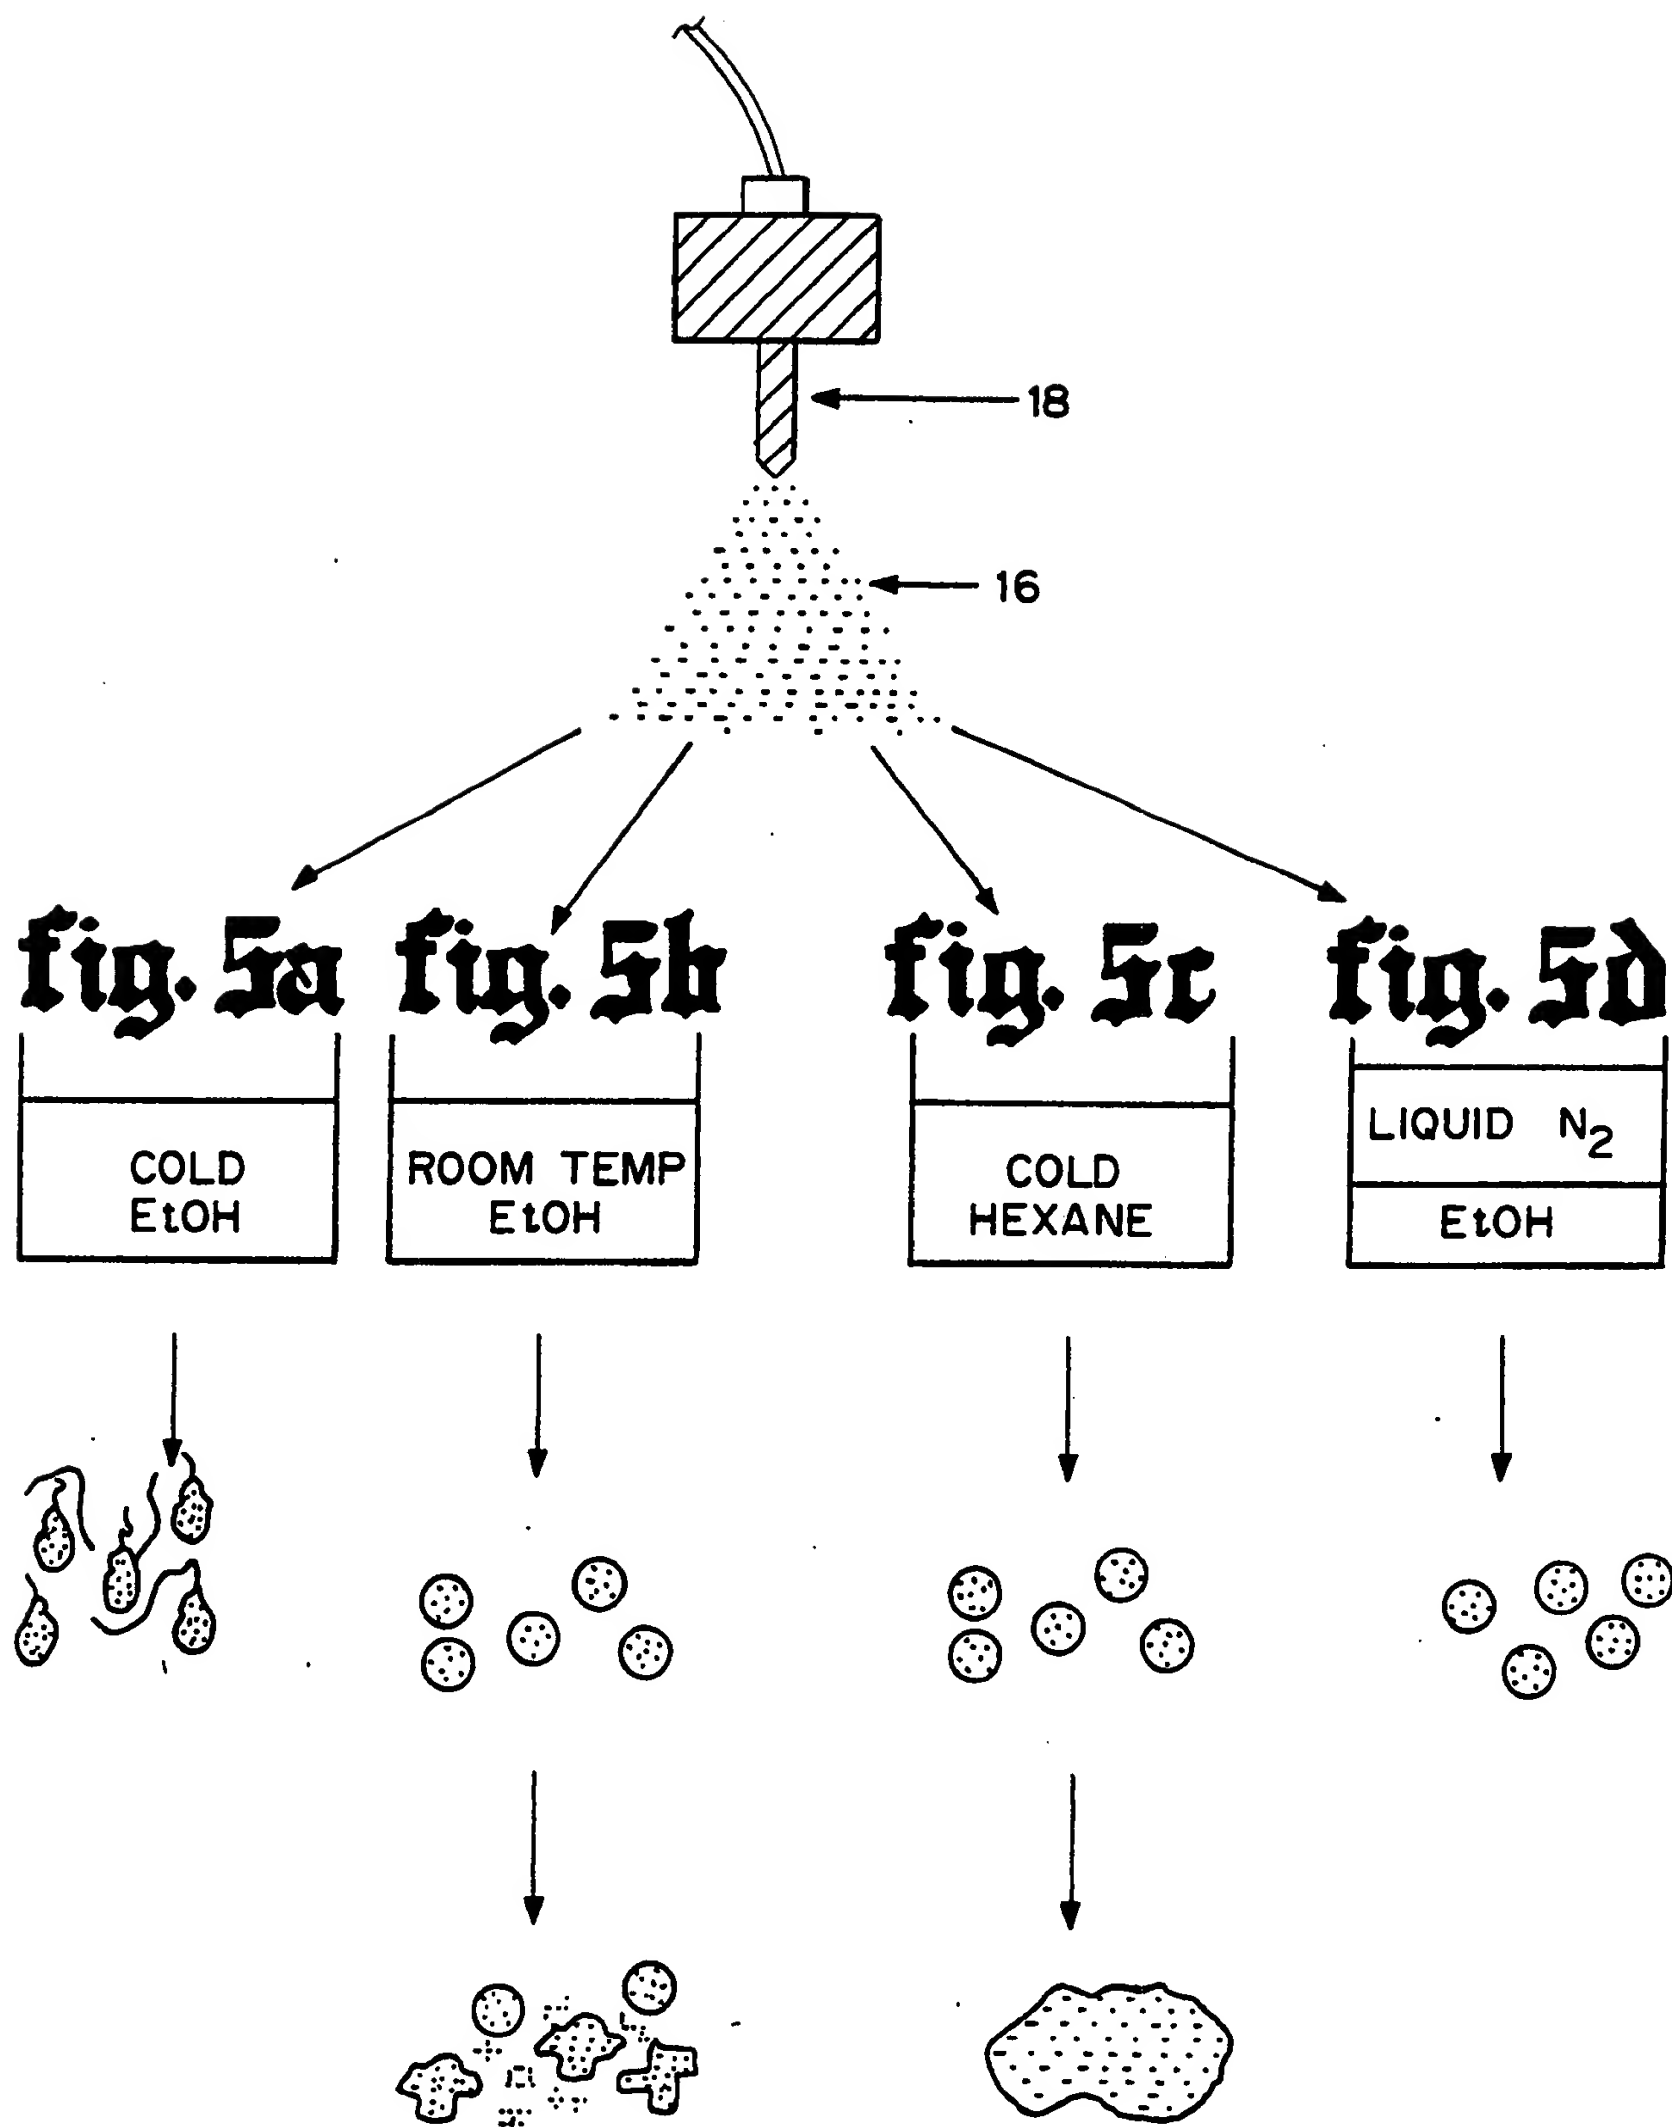 18
16
fig. 5a
fig. 5b
fig. 5c
fig. 5d
COLD
EtOH
ROOM TEMP
EtOH
COLD
HEXANE
LIQUID N2
EtOH